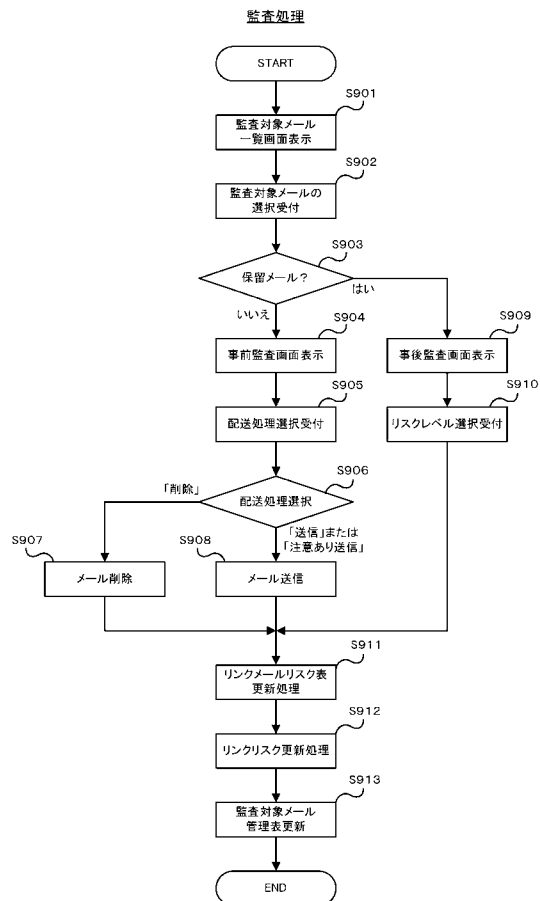 監査処理
START
S901
監査対象メール
一覧画面表示
S902
監査対象メールの
選択受付
S903
保留メール？
はい
いいえ
S904
事前監査画面表示
S909
事後監査画面表示
S905
配送処理選択受付
S910
リスクレベル選択受付
S906
配送処理選択
「削除」
「送信」または
「注意あり送信」
S907
メール削除
S908
メール送信
S911
リンクメールリスク表
更新処理
S912
リンクリスク更新処理
S913
監査対象メール
管理表更新
END